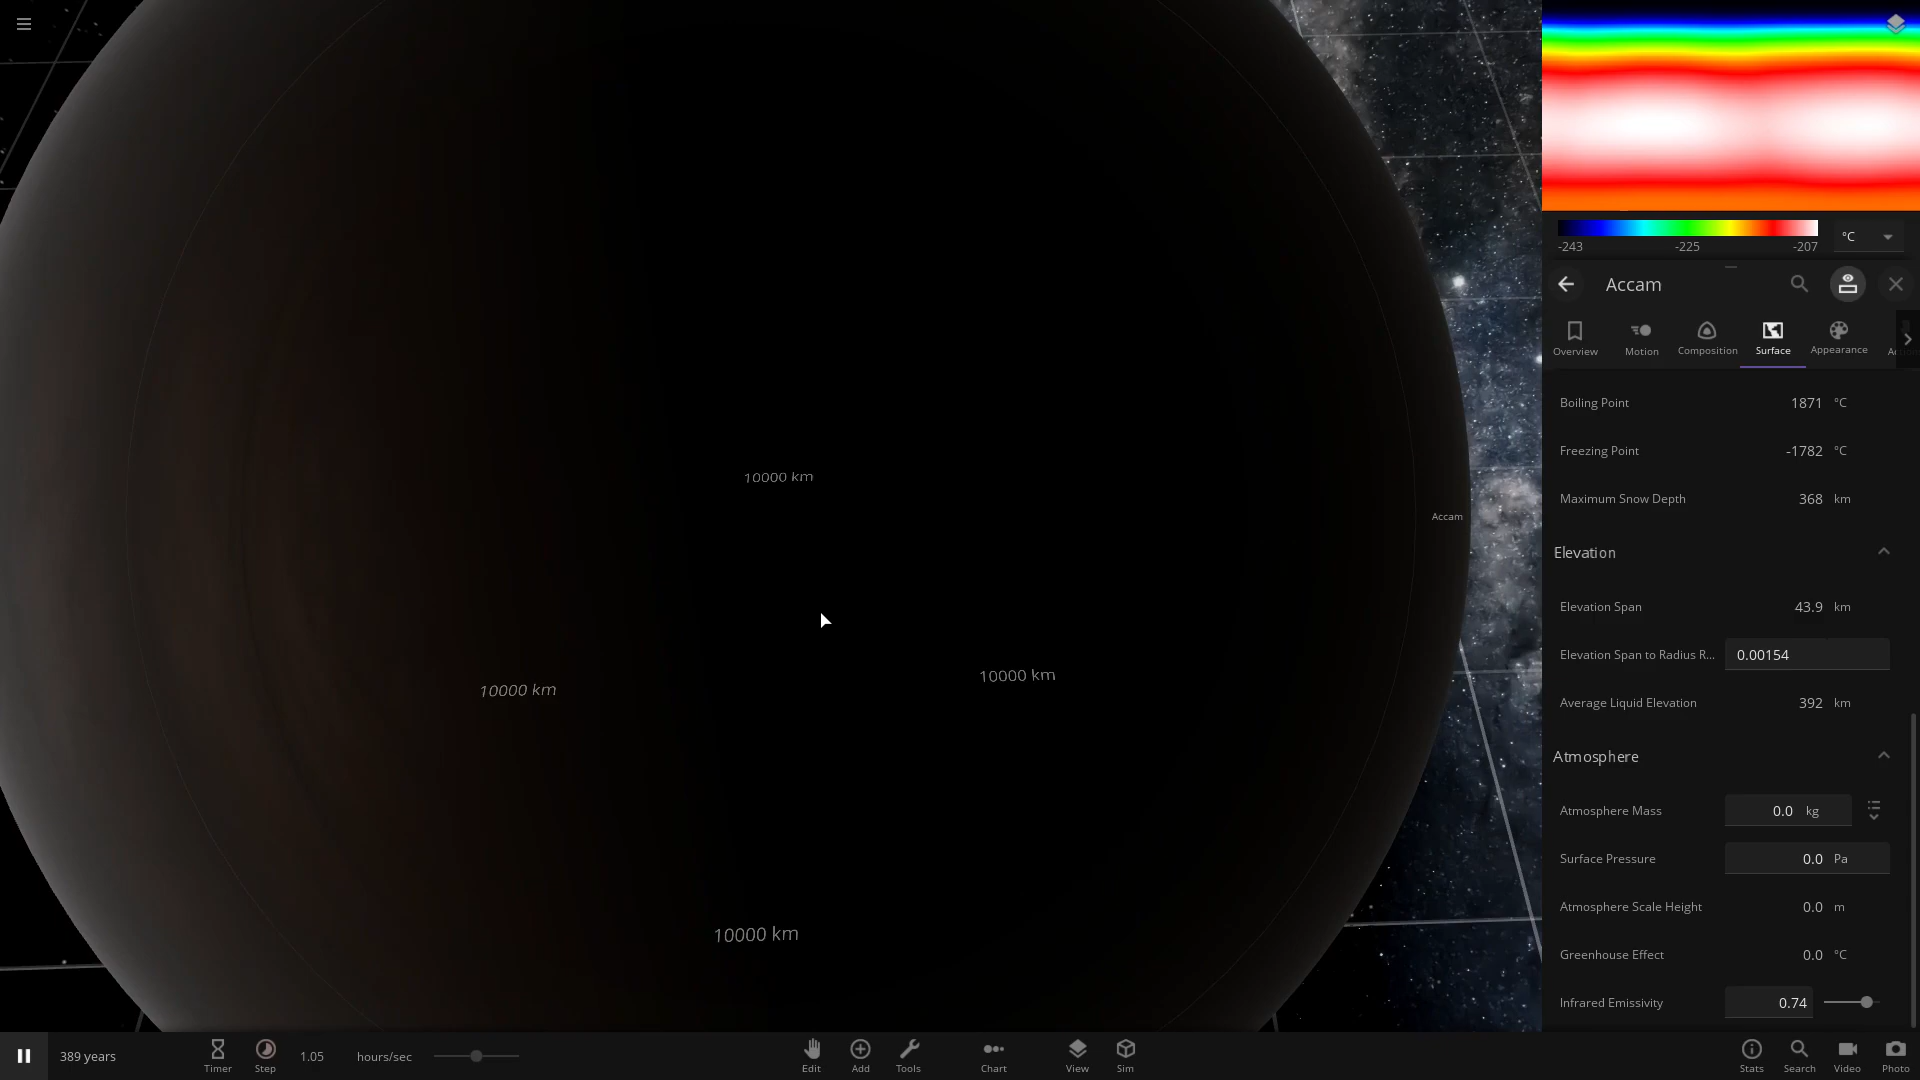 -243 -225 -207
°C
Accam
Overview Motion Composition Surface Appearance
Boiling Point 1871 °C
Freezing Point -1782 °C
Maximum Snow Depth 368 km
Elevation
Elevation Span 43.9 km
Elevation Span to Radius R... 0.00154
Average Liquid Elevation 392 km
Atmosphere
Atmosphere Mass 0.0 kg
Surface Pressure 0.0 Pa
Atmosphere Scale Height 0.0 m
Greenhouse Effect 0.0 °C
Infrared Emissivity 0.74
10000 km
Accam
10000 km
10000 km
10000 km
389 years
Timer
Step
1.05 hours/sec
Edit
Add
Tools
Chart
View
Sim
Stats
Search
Video
Photo